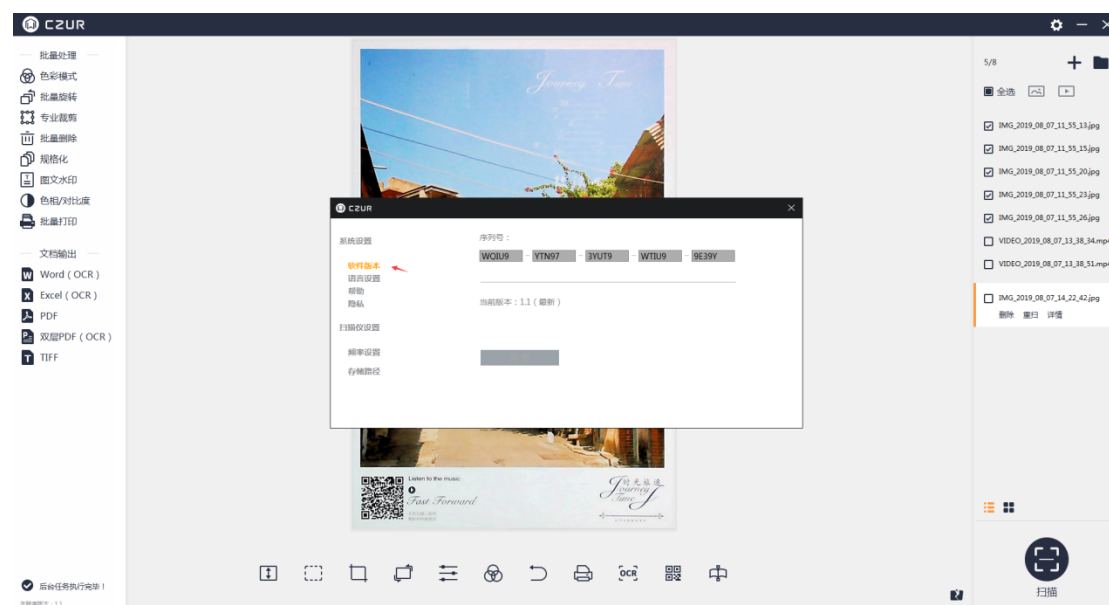 CZUR
批量处理
色彩模式
批量旋转
专业裁剪
批量删除
规格化
图文水印
色相/对比度
批量打印
文档输出
Word ( OCR )
Excel ( OCR )
PDF
双层PDF ( OCR )
TIFF
后台任务执行完毕！
Journey Time
CZUR
系统设置
软件版本
语言设置
帮助
隐私
扫描仪设置
频率设置
存储路径
序列号：
WQIU9 - YTN97 - 3YUT9 - WTIU9 - 9E39Y
当前版本：1.1 ( 最新 )
Listen to the music
Fast Forward
时光旅途
Journey
Time
OCR
5/8
全选
IMG_2019_08_07_11_55_13.jpg
IMG_2019_08_07_11_55_15.jpg
IMG_2019_08_07_11_55_20.jpg
IMG_2019_08_07_11_55_23.jpg
IMG_2019_08_07_11_55_26.jpg
VIDEO_2019_08_07_13_38_34.mp4
VIDEO_2019_08_07_13_38_51.mp4
IMG_2019_08_07_14_22_42.jpg
删除 重扫 详情
扫描